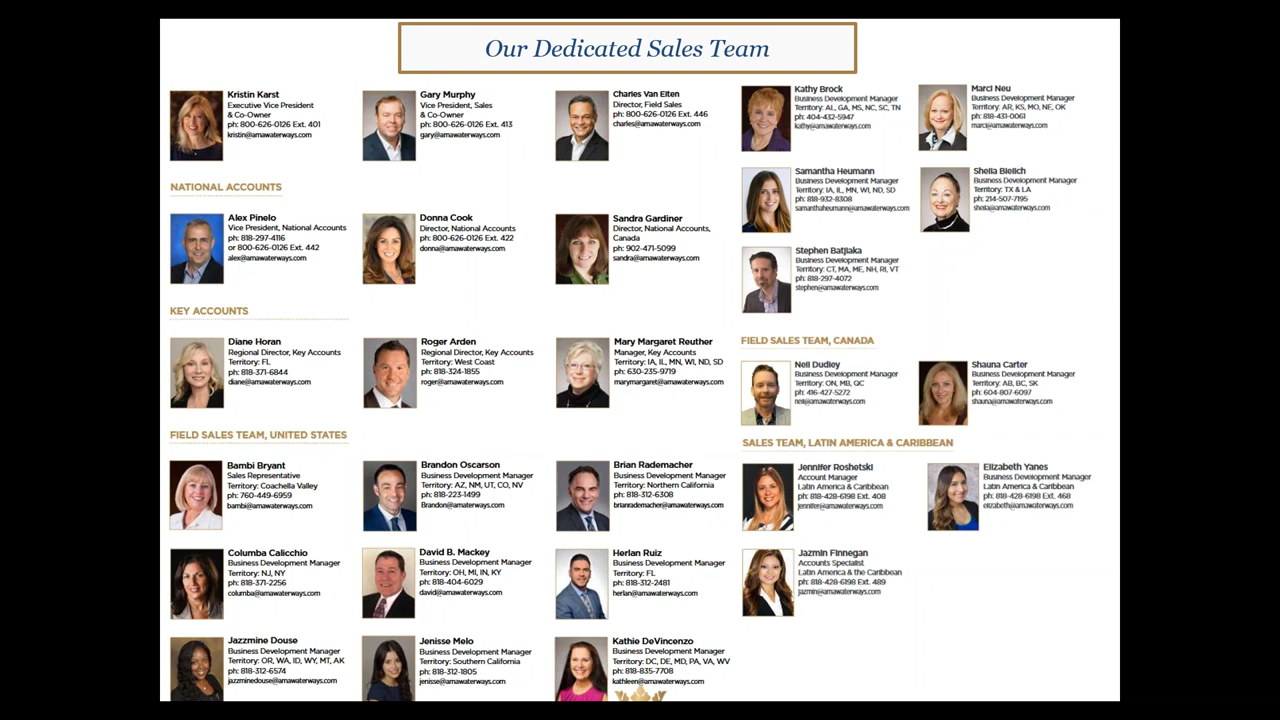 Our Dedicated Sales Team
Kristin Karst
Executive Vice President
& Co-Owner
ph: 800-626-0126 Ext. 401
kristin@amawaterways.com
Gary Murphy
Vice President, Sales
& Co-Owner
ph: 800-626-0126 Ext. 413
gary@amawaterways.com
Charles Van Elten
Director, Field Sales
ph: 800-626-0126 Ext. 446
charles@amawaterways.com
NATIONAL ACCOUNTS
Alex Pinelo
Vice President, National Accounts
ph: 818-297-4116
or 800-626-0126 Ext. 442
alex@amawaterways.com
Donna Cook
Director, National Accounts
ph: 800-626-0126 Ext. 422
donna@amawaterways.com
Sandra Gardiner
Director, National Accounts,
Canada
ph: 902-471-5099
sandra@amawaterways.com
KEY ACCOUNTS
Diane Horan
Regional Director, Key Accounts
Territory: FL
ph: 818-371-6844
diane@amawaterways.com
Roger Arden
Regional Director, Key Accounts
Territory: West Coast
ph: 818-324-1855
roger@amawaterways.com
Mary Margaret Reuther
Manager, Key Accounts
Territory: IA, IL, MN, WI, ND, SD
ph: 630-235-9719
marymargaret@amawaterways.com
FIELD SALES TEAM, UNITED STATES
Bambi Bryant
Sales Representative
Territory: Coachella Valley
ph: 760-449-6959
bambi@amawaterways.com
Brandon Oscarson
Business Development Manager
Territory: AZ, NM, UT, CO, NV
ph: 818-223-1499
Brandon@amaterways.com
Brian Rademacher
Business Development Manager
Territory: Northern California
ph: 818-312-6308
brianrademacher@amawaterways.com
Columba Calicchio
Business Development Manager
Territory: NJ, NY
ph: 818-371-2256
columba@amawaterways.com
David B. Mackey
Business Development Manager
Territory: OH, MI, IN, KY
ph: 818-404-6029
david@amawaterways.com
Herlan Ruiz
Business Development Manager
Territory: FL
ph: 818-312-2481
herlan@amawaterways.com
Jazzmine Douse
Business Development Manager
Territory: OR, WA, ID, WY, MT, AK
ph: 818-312-6574
jazzminedouse@amawaterways.com
Jenisse Melo
Business Development Manager
Territory: Southern California
ph: 818-312-1805
jenisse@amawaterways.com
Kathie DeVincenzo
Business Development Manager
Territory: DC, DE, MD, PA, VA, WV
ph: 818-835-7708
kathleen@amawaterways.com
Kathy Brock
Business Development Manager
Territory: AL, GA, MS, NC, SC, TN
ph: 404-432-5947
kathy@amawaterways.com
Marci Neu
Business Development Manager
Territory: AR, KS, MO, NE, OK
ph: 818-431-0061
marci@amawaterways.com
Samantha Heumann
Business Development Manager
Territory: IA, IL, MN, WI, ND, SD
ph: 818-932-8308
samanthaheumann@amawaterways.com
Sheila Bielich
Business Development Manager
Territory: TX & LA
ph: 214-507-7195
sheila@amawaterways.com
Stephen Batjiaka
Business Development Manager
Territory: CT, MA, ME, NH, RI, VT
ph: 818-297-4072
stephen@amawaterways.com
FIELD SALES TEAM, CANADA
Neil Dudley
Business Development Manager
Territory: ON, MB, QC
ph: 416-427-5272
neil@amawaterways.com
Shauna Carter
Business Development Manager
Territory: AB, BC, SK
ph: 604-807-6097
shauna@amawaterways.com
SALES TEAM, LATIN AMERICA & CARIBBEAN
Jennifer Roshetski
Account Manager
Latin America & Caribbean
ph: 818-428-6198 Ext. 408
jennifer@amawaterways.com
Elizabeth Yanes
Business Development Manager
Latin America & Caribbean
ph: 818-428-6198 Ext. 468
elizabeth@amawaterways.com
Jazmin Finnegan
Accounts Specialist
Latin America & the Caribbean
ph: 818-428-6198 Ext. 489
jazmin@amawaterways.com